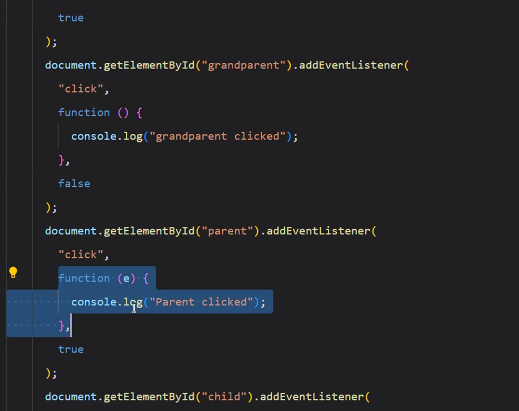 true
);
document.getElementById("grandparent").addEventListener(
"click",
function () {
console.log("grandparent clicked");
},
false
);
document.getElementById("parent").addEventListener(
"click",
function (e) {
console.log("Parent clicked");
},
true
);
document.getElementById("child").addEventListener(